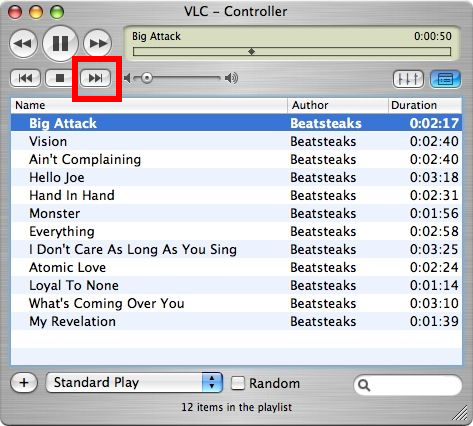 VLC – Controller
Big Attack 0:00:50
Name Author Duration
Big Attack Beatsteaks 0:02:17
Vision Beatsteaks 0:02:40
Ain't Complaining Beatsteaks 0:02:40
Hello Joe Beatsteaks 0:03:18
Hand In Hand Beatsteaks 0:02:31
Monster Beatsteaks 0:01:56
Everything Beatsteaks 0:02:58
I Don't Care As Long As You Sing Beatsteaks 0:03:25
Atomic Love Beatsteaks 0:02:24
Loyal To None Beatsteaks 0:01:14
What's Coming Over You Beatsteaks 0:03:10
My Revelation Beatsteaks 0:01:39
Standard Play Random
12 items in the playlist